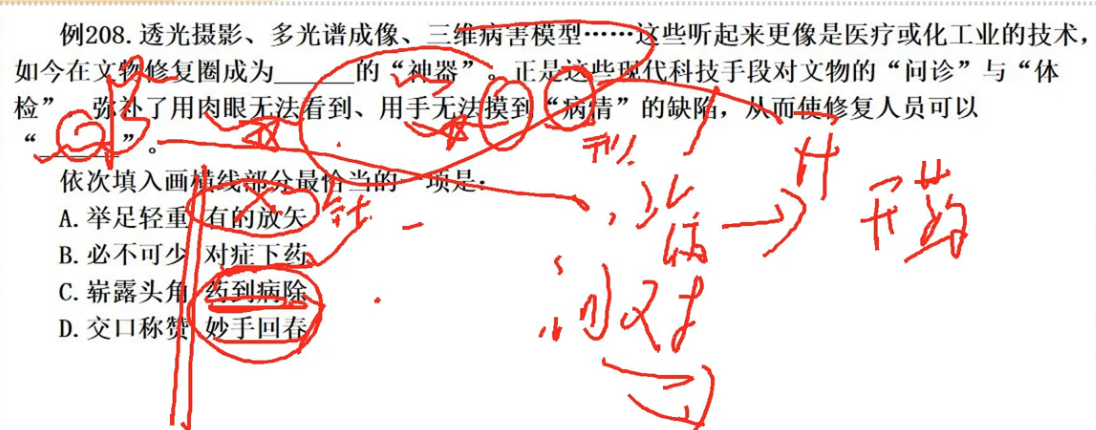 例208.透光摄影、多光谱成像、三维病害模型……这些听起来更像是医疗或化工业的技术，
如今在文物修复圈成为______的“神器”。正是这些现代科技手段对文物的“问诊”与“体
检”，弥补了用肉眼无法看到、用手无法摸到“病情”的缺陷，从而使修复人员可以
“______”。
依次填入画横线部分最恰当的一项是：
A.举足轻重 有的放矢
B.必不可少 对症下药
C.崭露头角 药到病除
D.交口称赞 妙手回春
治病
开药